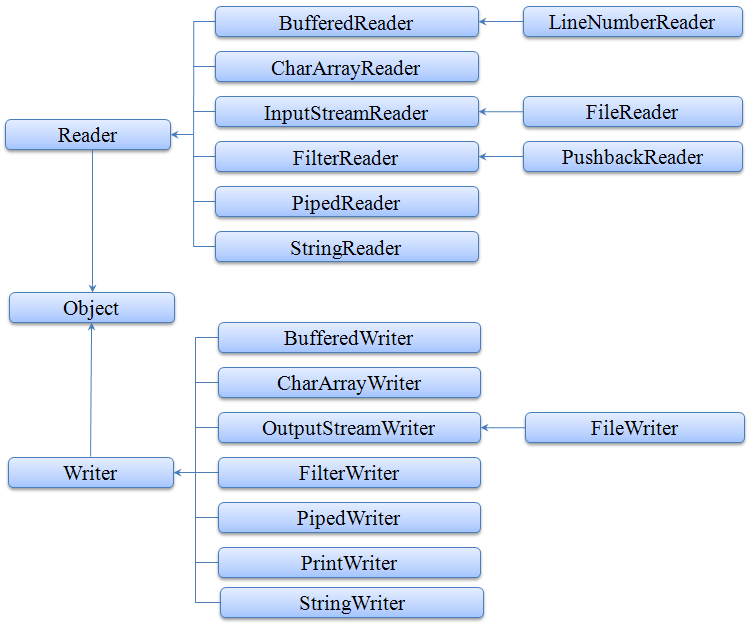 BufferedReader
LineNumberReader
CharArrayReader
InputStreamReader
FileReader
Reader
FilterReader
PushbackReader
PipedReader
StringReader
Object
BufferedWriter
CharArrayWriter
OutputStreamWriter
FileWriter
Writer
FilterWriter
PipedWriter
PrintWriter
StringWriter